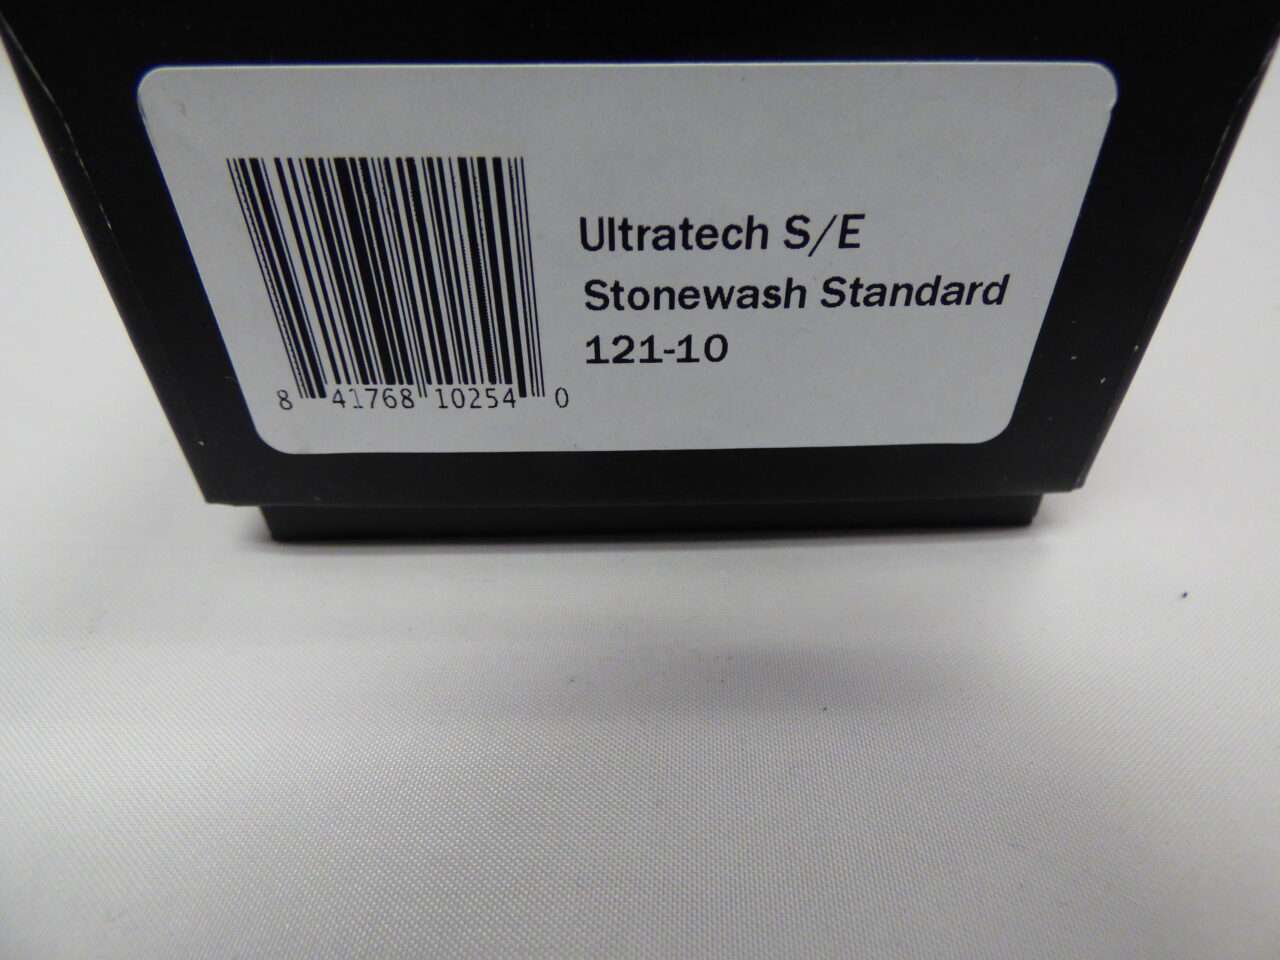 Ultratech S/E
Stonewash Standard
121-10
8 41768 10254 0